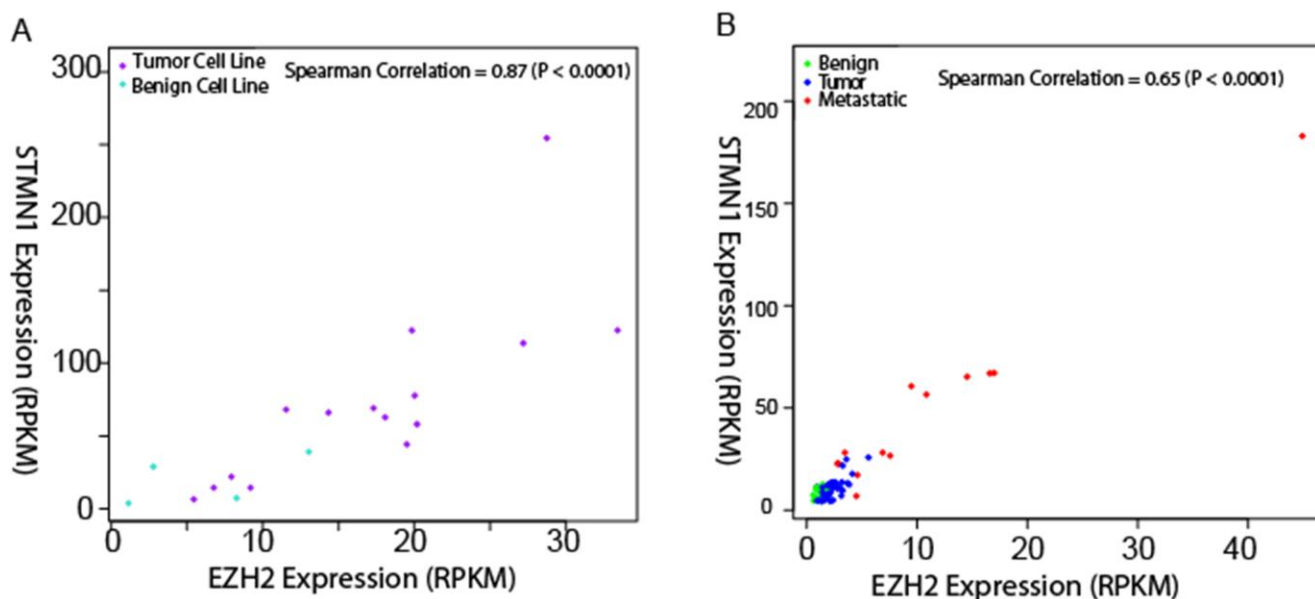 A
Tumor Cell Line
Benign Cell Line
Spearman Correlation = 0.87 (P < 0.0001)
300
200
100
0
STMN1 Expression (RPKM)
0 10 20 30
EZH2 Expression (RPKM)
B
Benign
Tumor
Metastatic
Spearman Correlation = 0.65 (P < 0.0001)
200
150
100
50
0
STMN1 Expression (RPKM)
0 10 20 30 40
EZH2 Expression (RPKM)